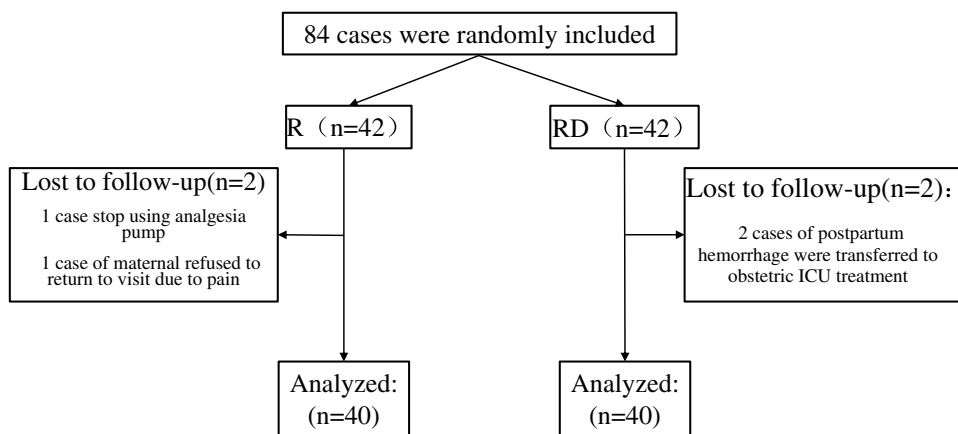 84 cases were randomly included
R（n=42）
RD（n=42）
Lost to follow-up(n=2)
1 case stop using analgesia
pump
1 case of maternal refused to
return to visit due to pain
Lost to follow-up(n=2)：
2 cases of postpartum
hemorrhage were transferred to
obstetric ICU treatment
Analyzed:
(n=40)
Analyzed:
(n=40)